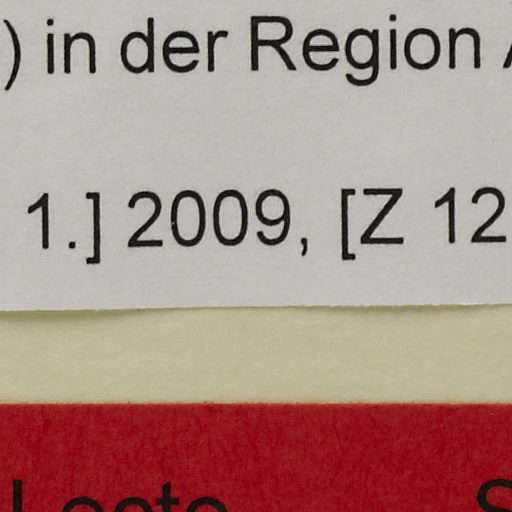 ) in der Region
1.] 2009, [Z 12